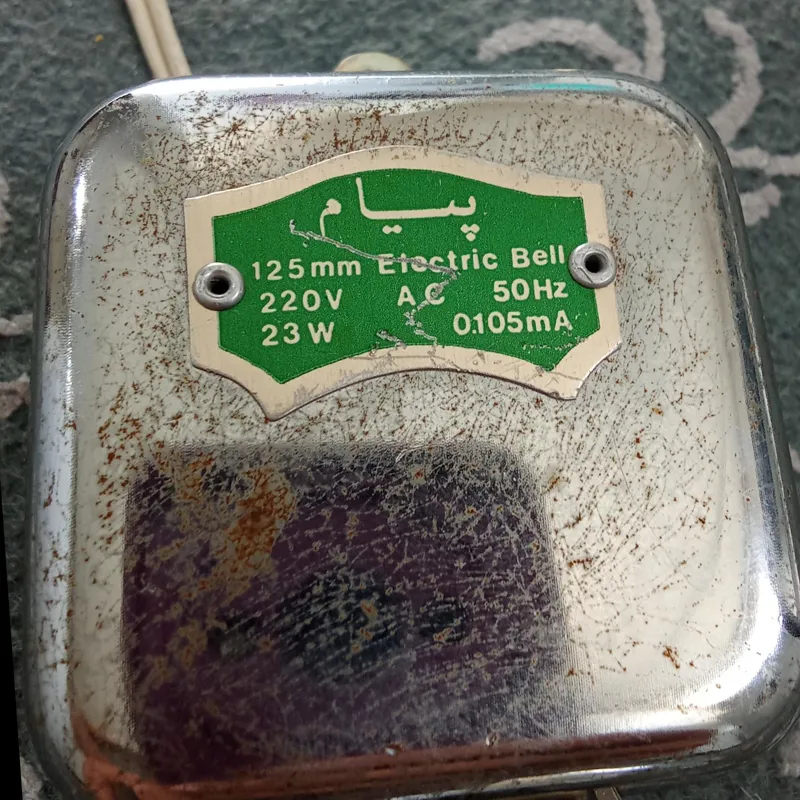 پیام
125mm Electric Bell
220V AC 50Hz
23W 0.105mA